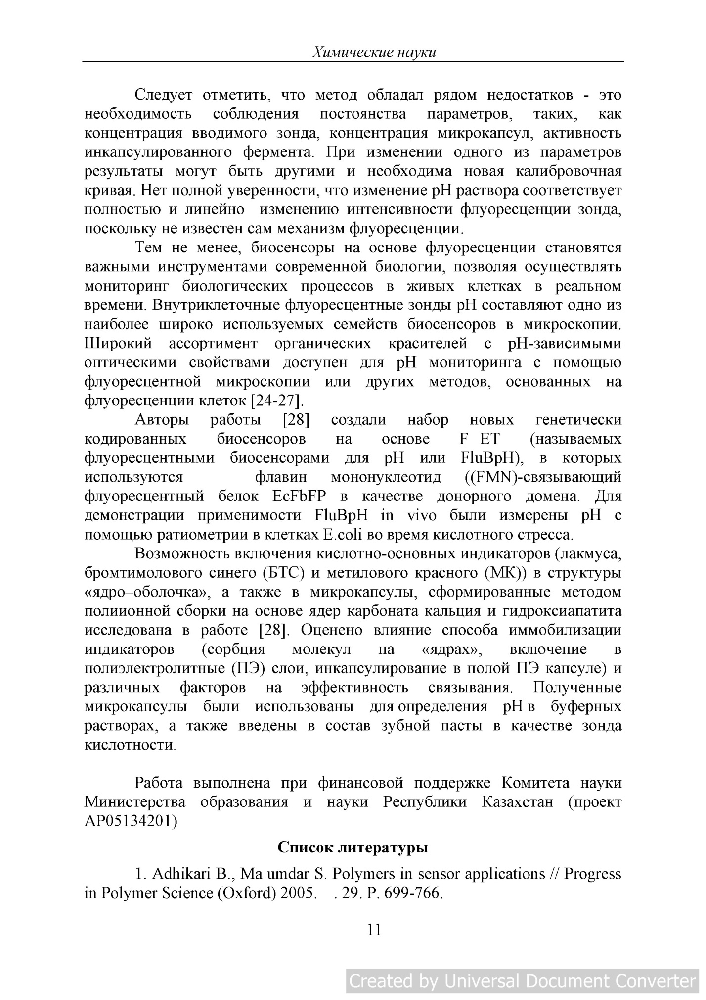 Химические науки
Следует отметить, что метод обладал рядом недостатков - это
необходимость соблюдения постоянства параметров, таких, как
концентрация вводимого зонда, концентрация микрокапсул, активность
инкапсулированного фермента. При изменении одного из параметров
результаты могут быть другими и необходима новая калибровочная
кривая. Нет полной уверенности, что изменение pH раствора соответствует
полностью и линейно изменению интенсивности флуоресценции зонда,
поскольку не известен сам механизм флуоресценции.
Тем не менее, биосенсоры на основе флуоресценции становятся
важными инструментами современной биологии, позволяя осуществлять
мониторинг биологических процессов в живых клетках в реальном
времени. Внутриклеточные флуоресцентные зонды pH составляют одно из
наиболее широко используемых семейств биосенсоров в микроскопии.
Широкий ассортимент органических красителей с pH-зависимыми
оптическими свойствами доступен для pH мониторинга с помощью
флуоресцентной микроскопии или других методов, основанных на
флуоресценции клеток [24-27].
Авторы работы [28] создали набор новых генетически
кодированных биосенсоров на основе F ET (называемых
флуоресцентными биосенсорами для pH или FluBpH), в которых
используются флавин мононуклеотид ((FMN)-связывающий
флуоресцентный белок EcFbFP в качестве донорного домена. Для
демонстрации применимости FluBpH in vivo были измерены pH с
помощью ратиометрии в клетках E.coli во время кислотного стресса.
Возможность включения кислотно-основных индикаторов (лакмуса,
бромтимолового синего (БТС) и метилового красного (МК)) в структуры
«ядро–оболочка», а также в микрокапсулы, сформированные методом
полиионной сборки на основе ядер карбоната кальция и гидроксиапатита
исследована в работе [28]. Оценено влияние способа иммобилизации
индикаторов (сорбция молекул на «ядрах», включение в
полиэлектролитные (ПЭ) слои, инкапсулирование в полой ПЭ капсуле) и
различных факторов на эффективность связывания. Полученные
микрокапсулы были использованы для определения pH в буферных
растворах, а также введены в состав зубной пасты в качестве зонда
кислотности.
Работа выполнена при финансовой поддержке Комитета науки
Министерства образования и науки Республики Казахстан (проект
AP05134201)
Список литературы
1. Adhikari B., Ma umdar S. Polymers in sensor applications // Progress
in Polymer Science (Oxford) 2005. . 29. P. 699-766.
11
Created by Universal Document Converter